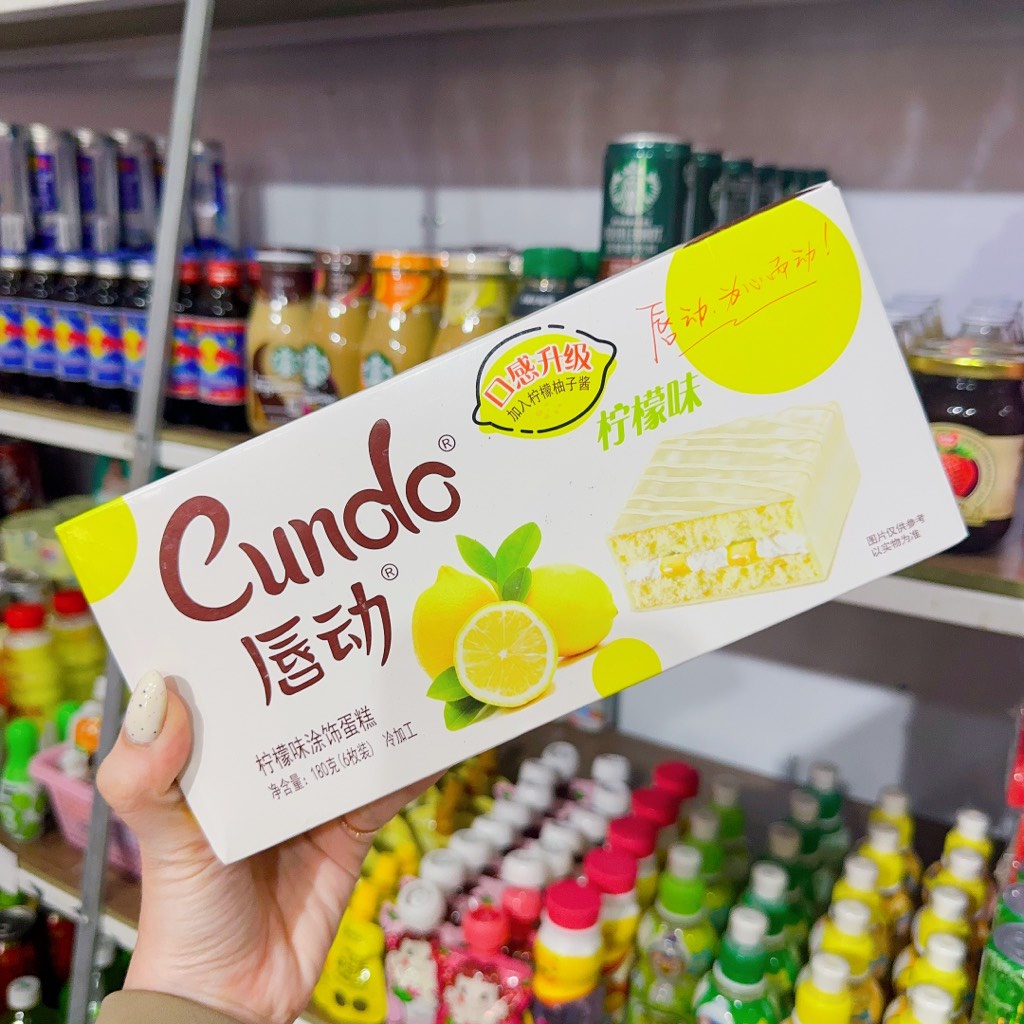 Cundo®
唇动®
柠檬味涂饰蛋糕
净含量：180克(6枚装) 冷加工
口感升级
加入柠檬柚子酱
唇动.为心而动!
柠檬味
图片仅供参考
以实物为准